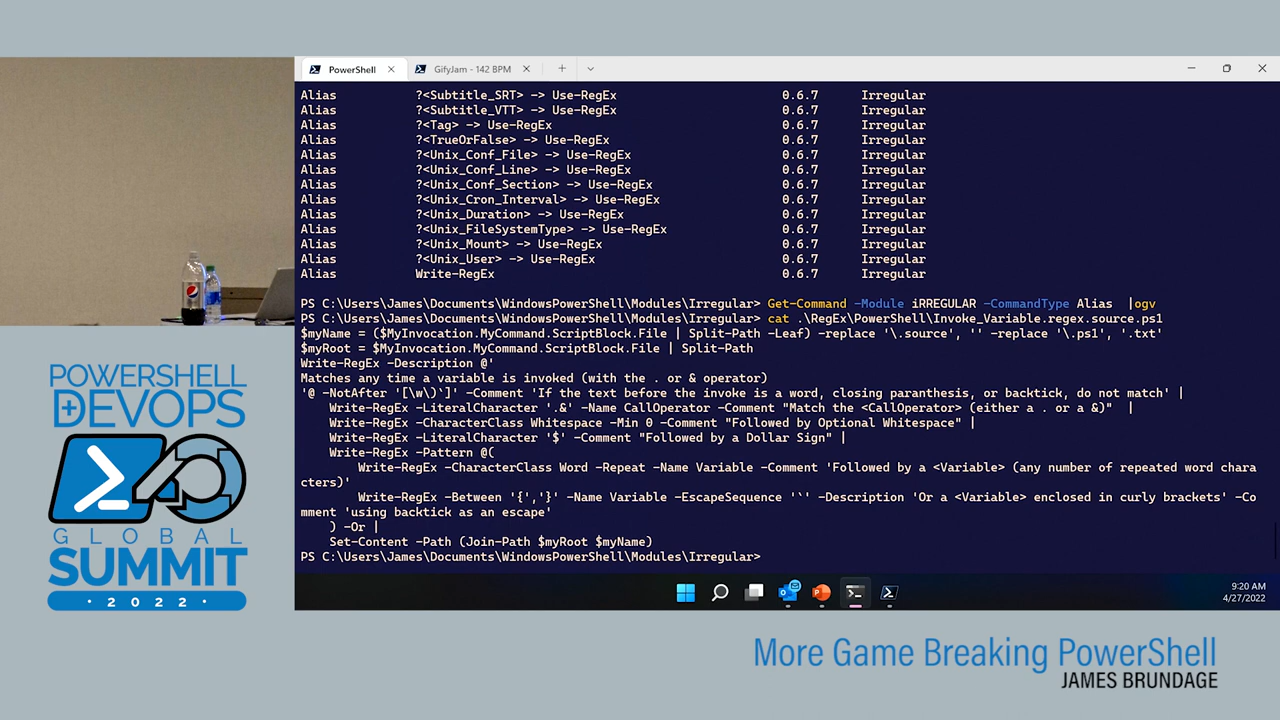 PowerShell
GifyJam - 142 BPM
Alias ?<Subtitle_SRT> -> Use-RegEx 0.6.7 Irregular
Alias ?<Subtitle_VTT> -> Use-RegEx 0.6.7 Irregular
Alias ?<Tag> -> Use-RegEx 0.6.7 Irregular
Alias ?<TrueOrFalse> -> Use-RegEx 0.6.7 Irregular
Alias ?<Unix_Conf_File> -> Use-RegEx 0.6.7 Irregular
Alias ?<Unix_Conf_Line> -> Use-RegEx 0.6.7 Irregular
Alias ?<Unix_Conf_Section> -> Use-RegEx 0.6.7 Irregular
Alias ?<Unix_Cron_Interval> -> Use-RegEx 0.6.7 Irregular
Alias ?<Unix_Duration> -> Use-RegEx 0.6.7 Irregular
Alias ?<Unix_FileSystemType> -> Use-RegEx 0.6.7 Irregular
Alias ?<Unix_Mount> -> Use-RegEx 0.6.7 Irregular
Alias ?<Unix_User> -> Use-RegEx 0.6.7 Irregular
Alias Write-RegEx 0.6.7 Irregular
PS C:\Users\James\Documents\WindowsPowerShell\Modules\Irregular> Get-Command -Module iRREGULAR -CommandType Alias |ogv
PS C:\Users\James\Documents\WindowsPowerShell\Modules\Irregular> cat .\RegEx\PowerShell\Invoke_Variable.regex.source.ps1
$myName = ($MyInvocation.MyCommand.ScriptBlock.File | Split-Path -Leaf) -replace '\.source', '' -replace '\.ps1', '.txt'
$myRoot = $MyInvocation.MyCommand.ScriptBlock.File | Split-Path
Write-RegEx -Description @'
Matches any time a variable is invoked (with the . or & operator)
'@ -NotAfter '[\w\)`]' -Comment 'If the text before the invoke is a word, closing paranthesis, or backtick, do not match' |
Write-RegEx -LiteralCharacter '.&' -Name CallOperator -Comment "Match the <CallOperator> (either a . or a &)" |
Write-RegEx -CharacterClass Whitespace -Min 0 -Comment "Followed by Optional Whitespace" |
Write-RegEx -LiteralCharacter '$' -Comment "Followed by a Dollar Sign" |
Write-RegEx -Pattern @(
Write-RegEx -CharacterClass Word -Repeat -Name Variable -Comment 'Followed by a <Variable> (any number of repeated word chara
cters)'
Write-RegEx -Between '{','}' -Name Variable -EscapeSequence '`' -Description 'Or a <Variable> enclosed in curly brackets' -Co
mment 'using backtick as an escape'
) -Or |
Set-Content -Path (Join-Path $myRoot $myName)
PS C:\Users\James\Documents\WindowsPowerShell\Modules\Irregular>
9:20 AM
4/27/2022
POWERSHELL
DEVOPS
GLOBAL
SUMMIT
· 2022 ·
More Game Breaking PowerShell
JAMES BRUNDAGE